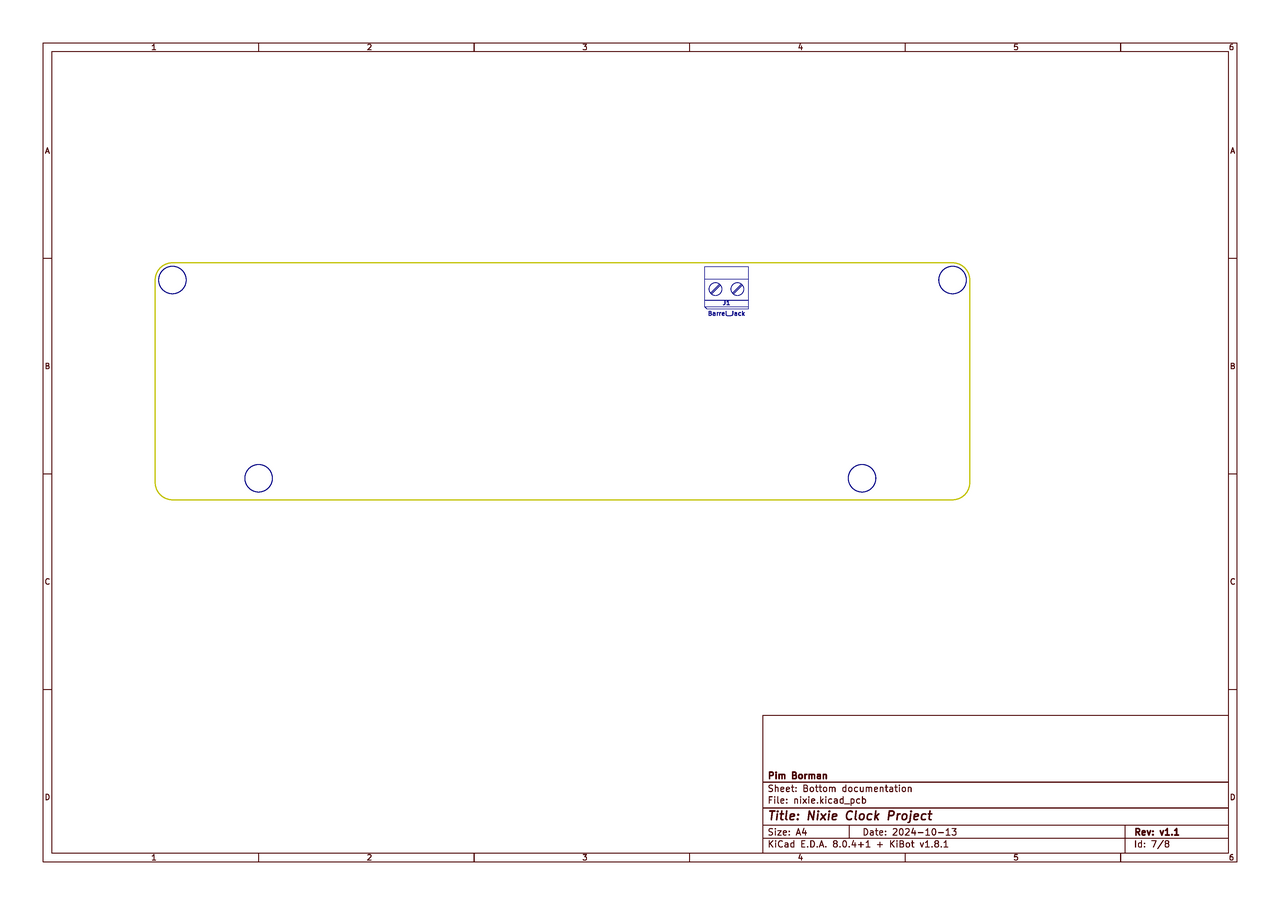 1 2 3 4 5 6
A A
J1
Barrel_Jack
B B
C C
Pim Borman
Sheet: Bottom documentation
File: nixie.kicad_pcb
D D
Title: Nixie Clock Project
Size: A4 Date: 2024-10-13 Rev: v1.1
KiCad E.D.A. 8.0.4+1 + KiBot v1.8.1 Id: 7/8
1 2 3 4 5 6